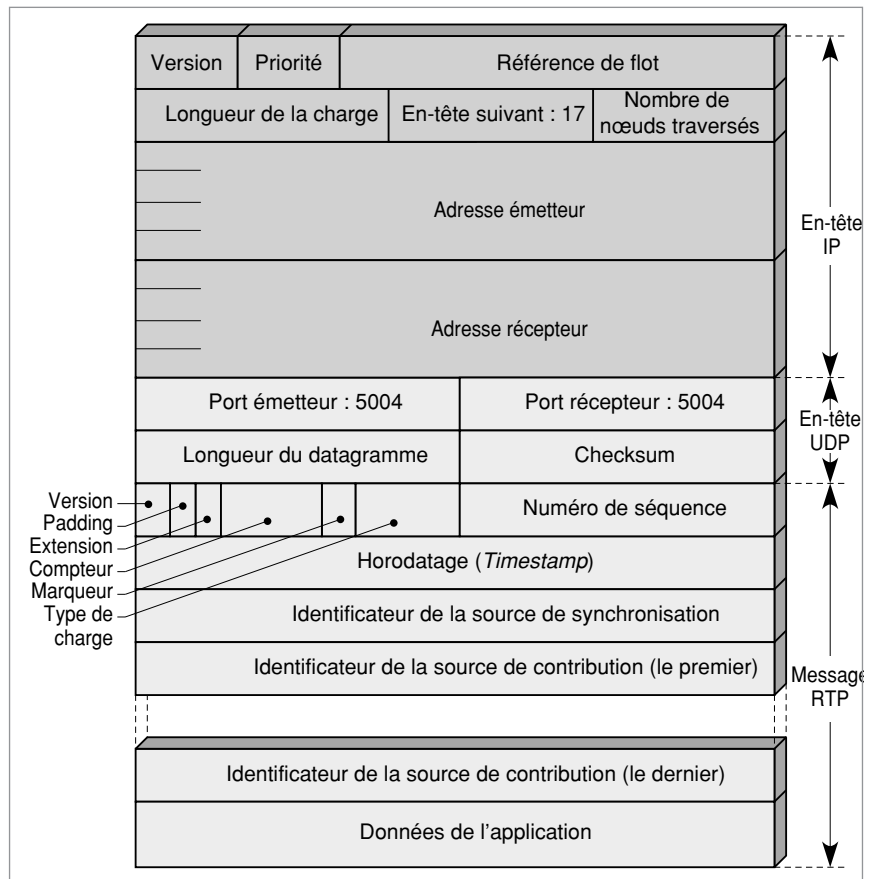 Version Priorité Référence de flot
Longueur de la charge En-tête suivant : 17 Nombre de
nœuds traversés
Adresse émetteur
En-tête
IP
Adresse récepteur
Port émetteur : 5004 Port récepteur : 5004
En-tête
UDP
Longueur du datagramme Checksum
Version
Padding
Extension
Compteur
Marqueur
Type de
charge
Numéro de séquence
Horodatage (Timestamp)
Identificateur de la source de synchronisation
Identificateur de la source de contribution (le premier)
Message
RTP
Identificateur de la source de contribution (le dernier)
Données de l’application